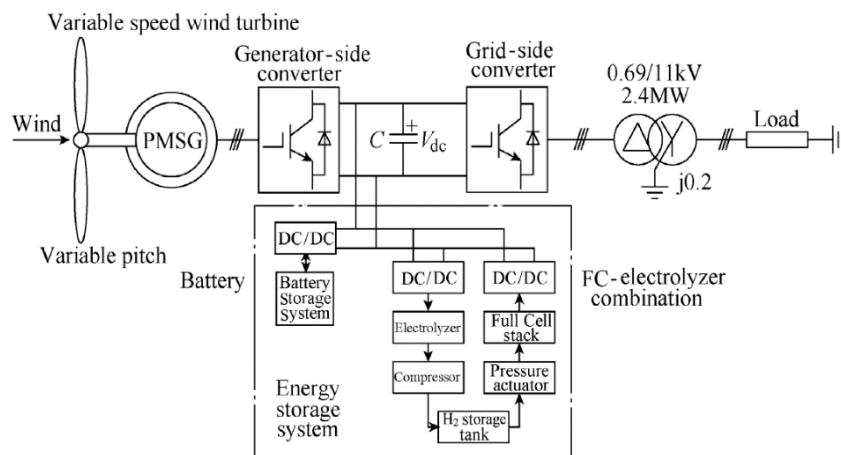 Variable speed wind turbine
Generator-side
converter
Grid-side
converter
0.69/11kV
2.4MW
Wind
PMSG
C
+
Vdc
Load
j0.2
Variable pitch
DC/DC
Battery
Battery
Storage
System
DC/DC
DC/DC
FC-electrolyzer
combination
Electrolyzer
Full Cell
stack
Compressor
Pressure
actuator
Energy
storage
system
H2 storage
tank